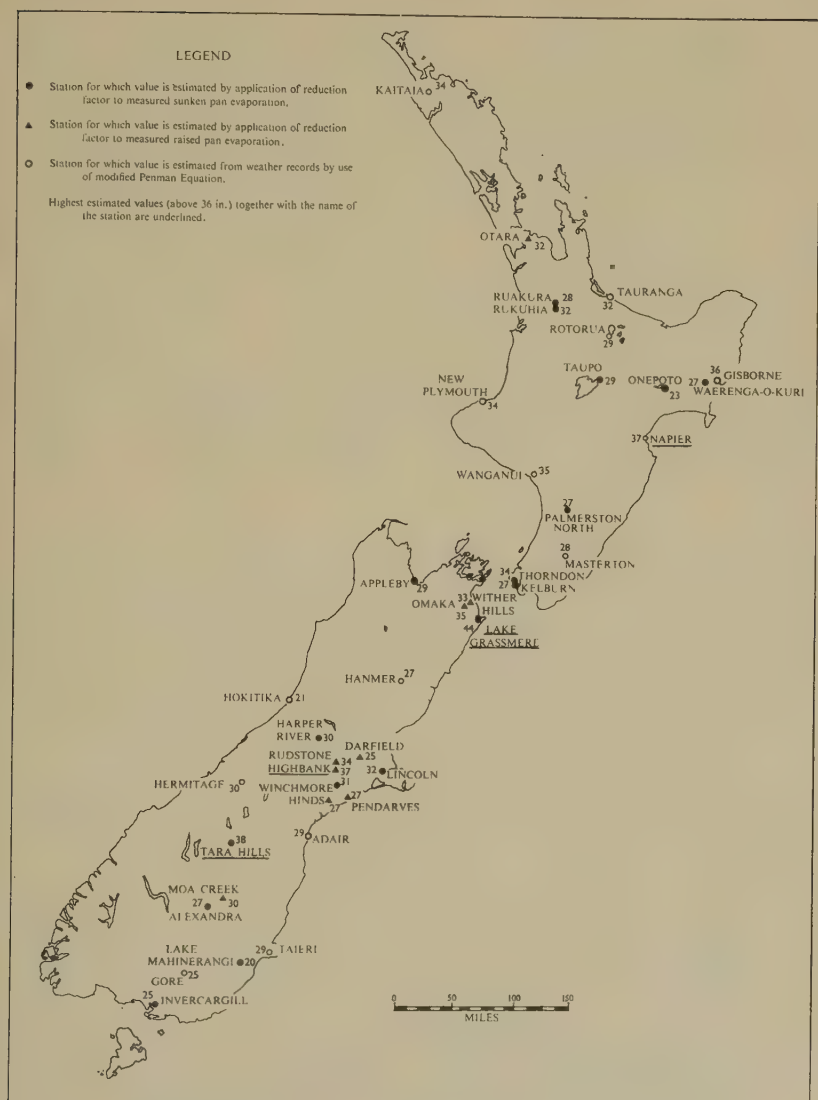 LEGEND
Station for which value is estimated by application of reduction
factor to measured sunken pan evaporation.
Station for which value is estimated by application of reduction
factor to measured raised pan evaporation.
Station for which value is estimated from weather records by use
of modified Penman Equation.
Highest estimated values (above 36 in.) together with the name of
the station are underlined.
KAITAIA 34
OTARA 32
RUAKURA 28
RUKUHIA 32
TAURANGA
32
ROTORUA
29
TAUPO 29
ONEPOTO
23
36
GISBORNE
27
WAERENGA-O-KURI
NEW
PLYMOUTH
34
37 NAPIER
WANGANUI 35
27
PALMERSTON
NORTH
28
MASTERTON
34 THORNDON
27 KELBURN
APPLEBY
29
33 WITHER
HILLS
OMAKA
35
44 LAKE
GRASSMERE
HANMER 27
HOKITIKA 21
HARPER
RIVER 30
DARFIELD
25
RUDSTONE 34
HIGHBANK 37
32 LINCOLN
HERMITAGE
30
31
WINCHMORE
HINDS
27
27
PENDARVES
29 ADAIR
38
TARA HILLS
MOA CREEK
30
27
ALEXANDRA
29 TAIERI
LAKE
MAHINERANGI 20
GORE 25
25
INVERCARGILL
0 50 100 150
MILES